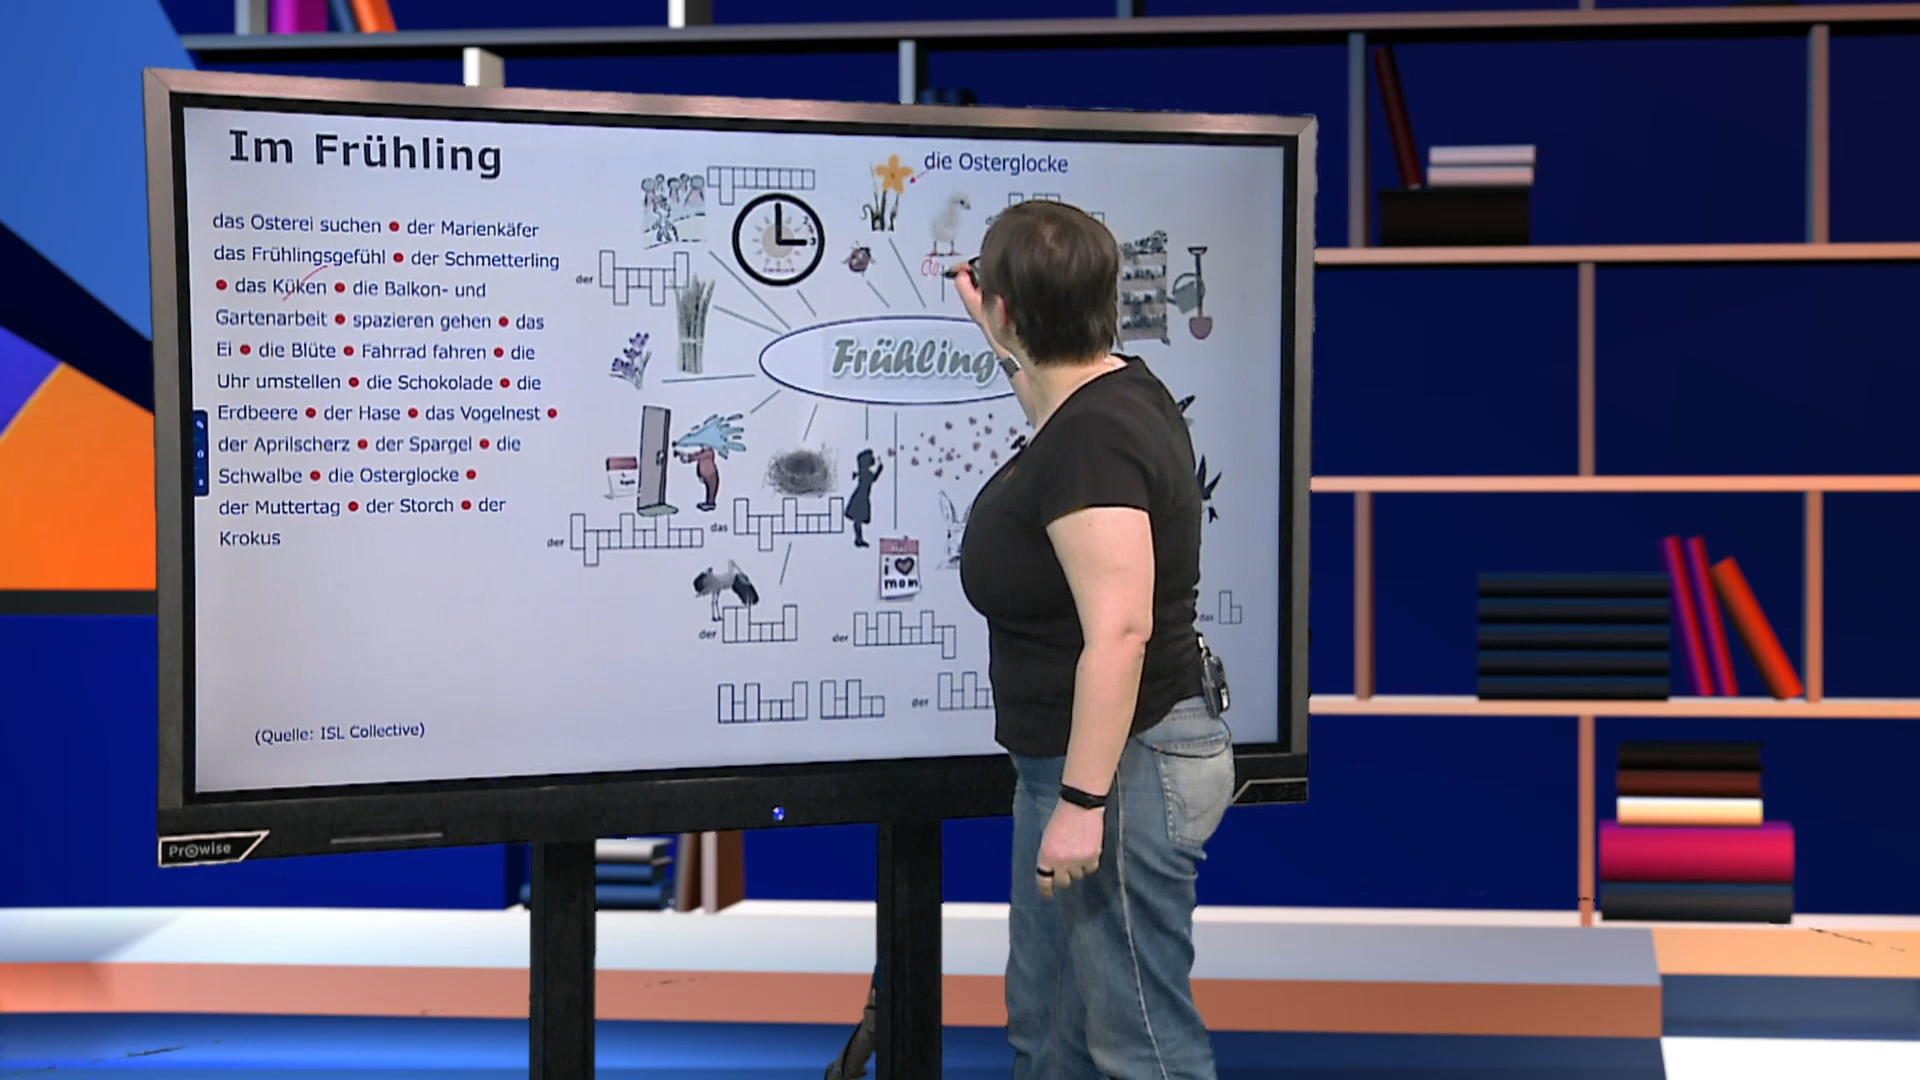 Im Frühling
das Osterei suchen • der Marienkäfer
das Frühlingsgefühl • der Schmetterling
• das Küken • die Balkon- und
Gartenarbeit • spazieren gehen • das
Ei • die Blüte • Fahrrad fahren • die
Uhr umstellen • die Schokolade • die
Erdbeere • der Hase • das Vogelnest •
der Aprilscherz • der Spargel • die
Schwalbe • die Osterglocke •
der Muttertag • der Storch • der
Krokus
(Quelle: ISL Collective)
die Osterglocke
der
Frühling
der
das
i ♥
mom
der
der
das
der
Prowise